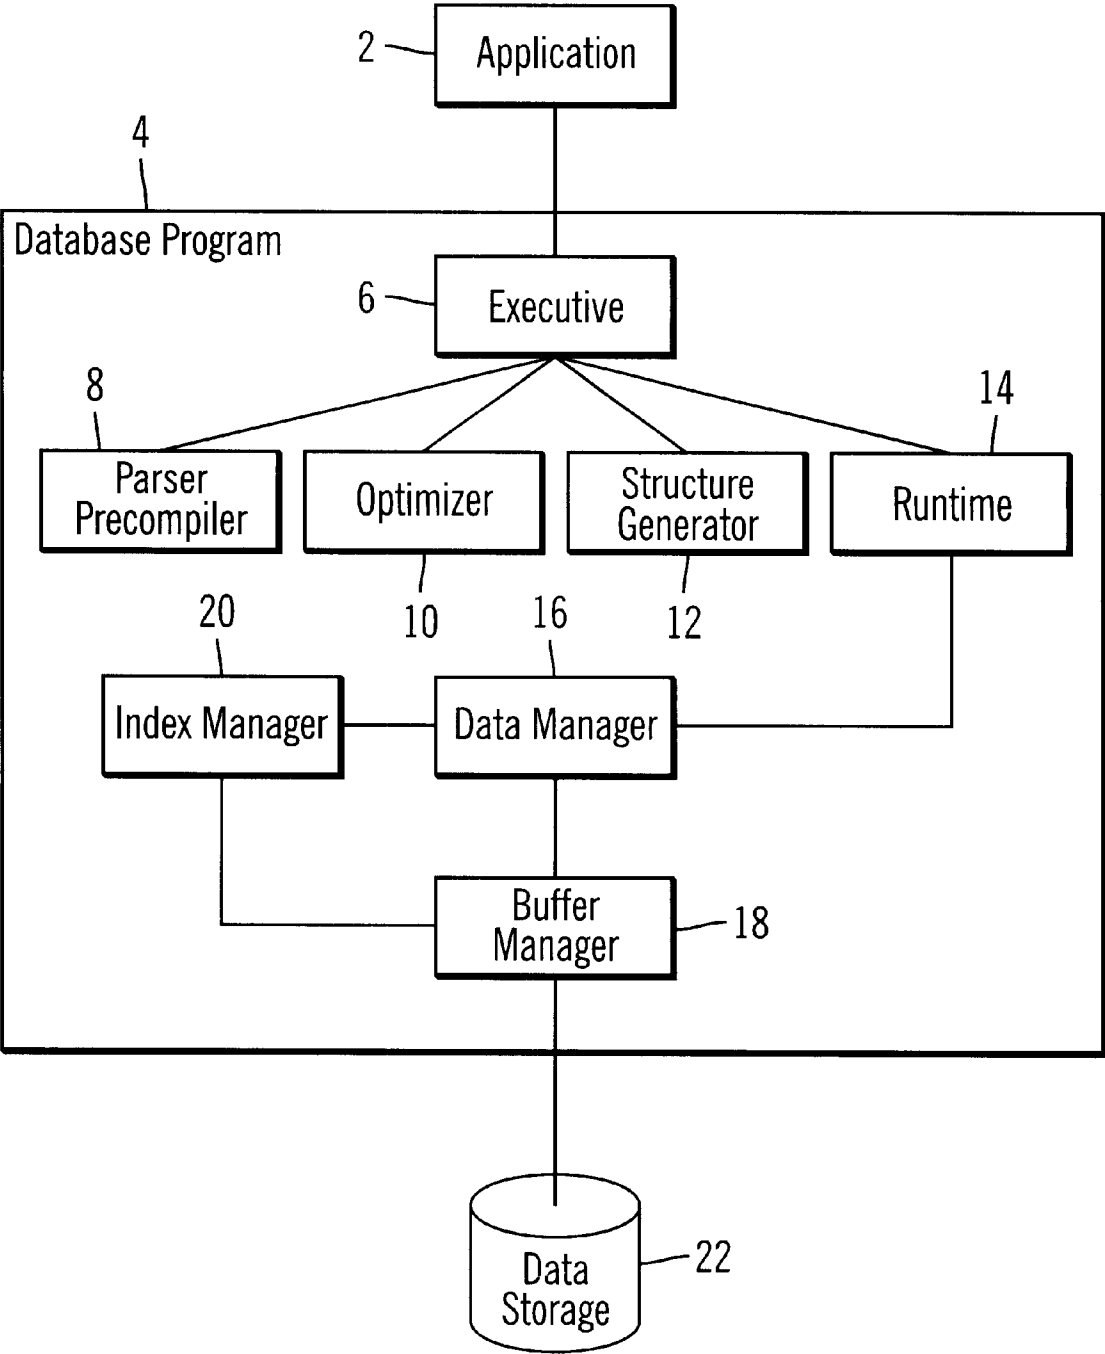 2
Application
4
Database Program
6
Executive
8
14
Parser
Precompiler
Optimizer
Structure
Generator
Runtime
10
12
20
16
Index Manager
Data Manager
Buffer
Manager
18
Data
Storage
22